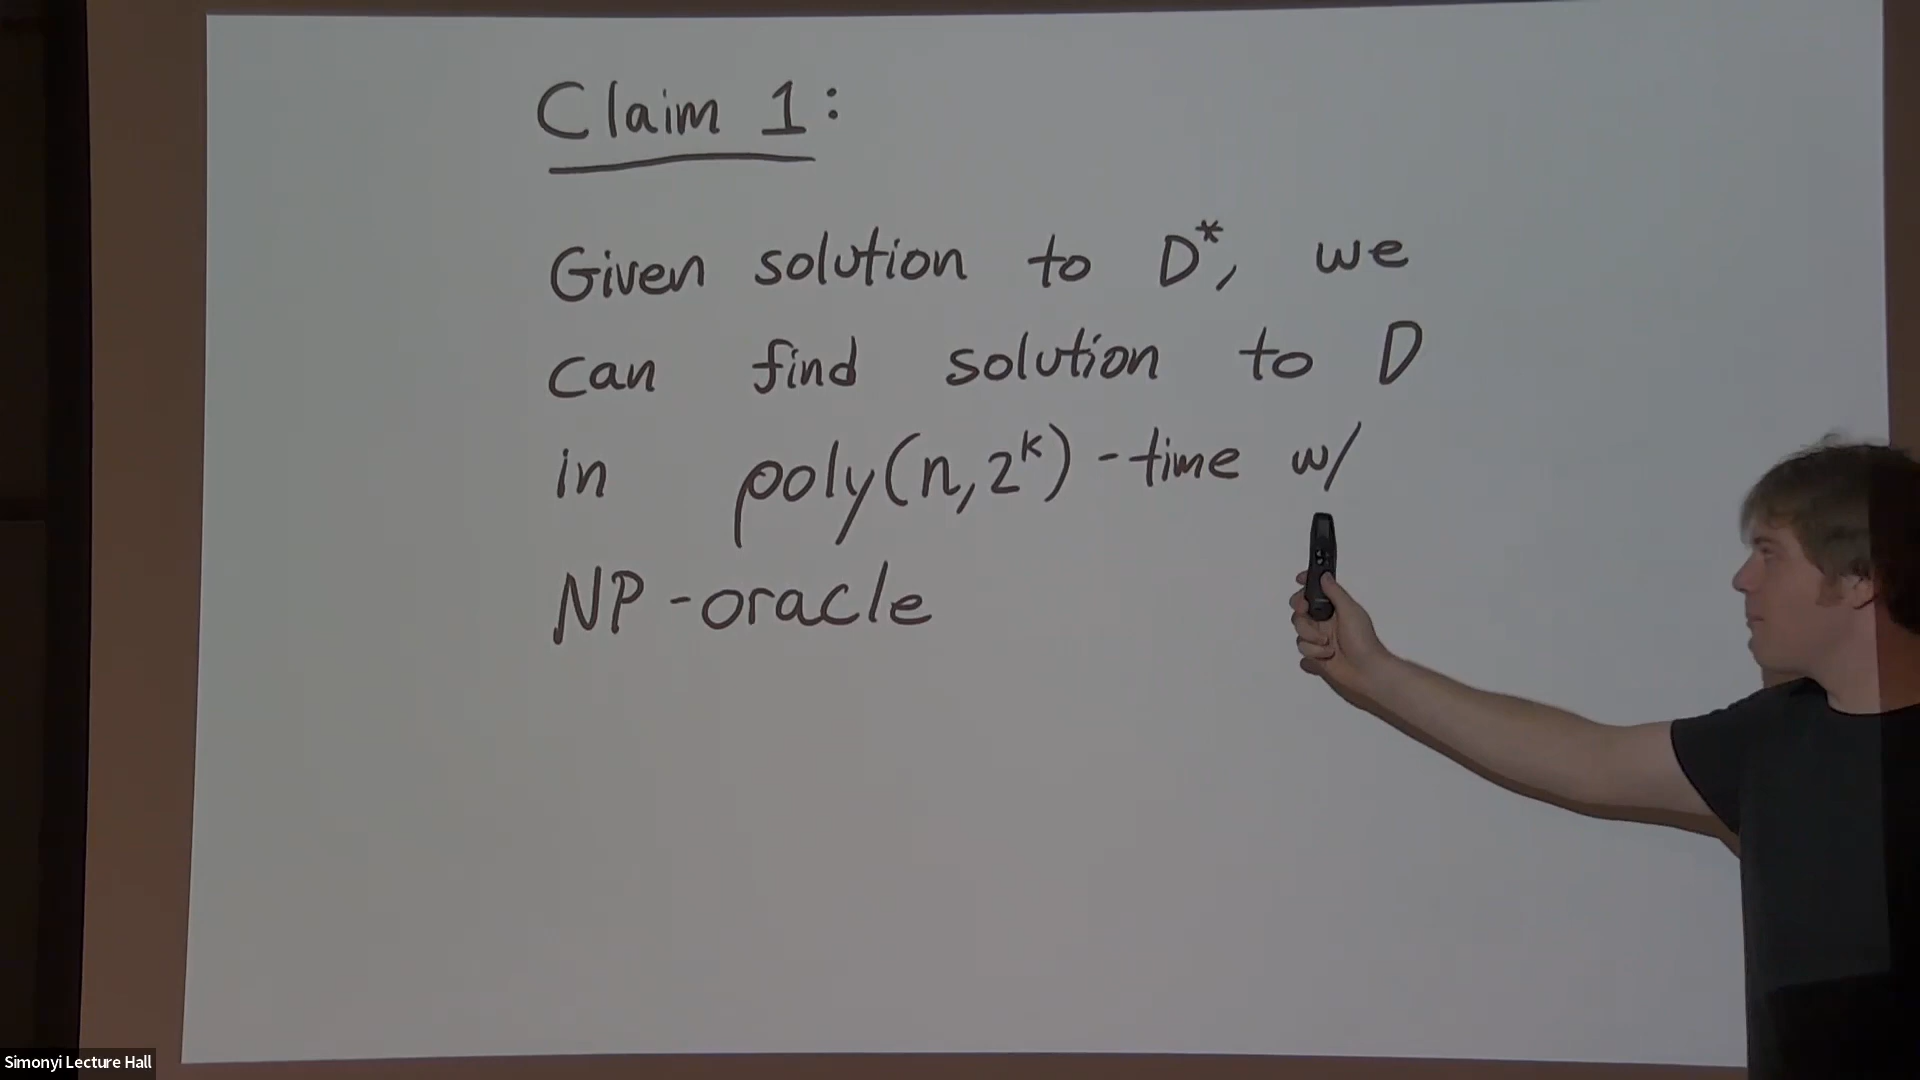 Claim 1:
Given solution to D*, we
can find solution to D
in poly(n, 2^k)-time w/
NP-oracle
Simonyi Lecture Hall